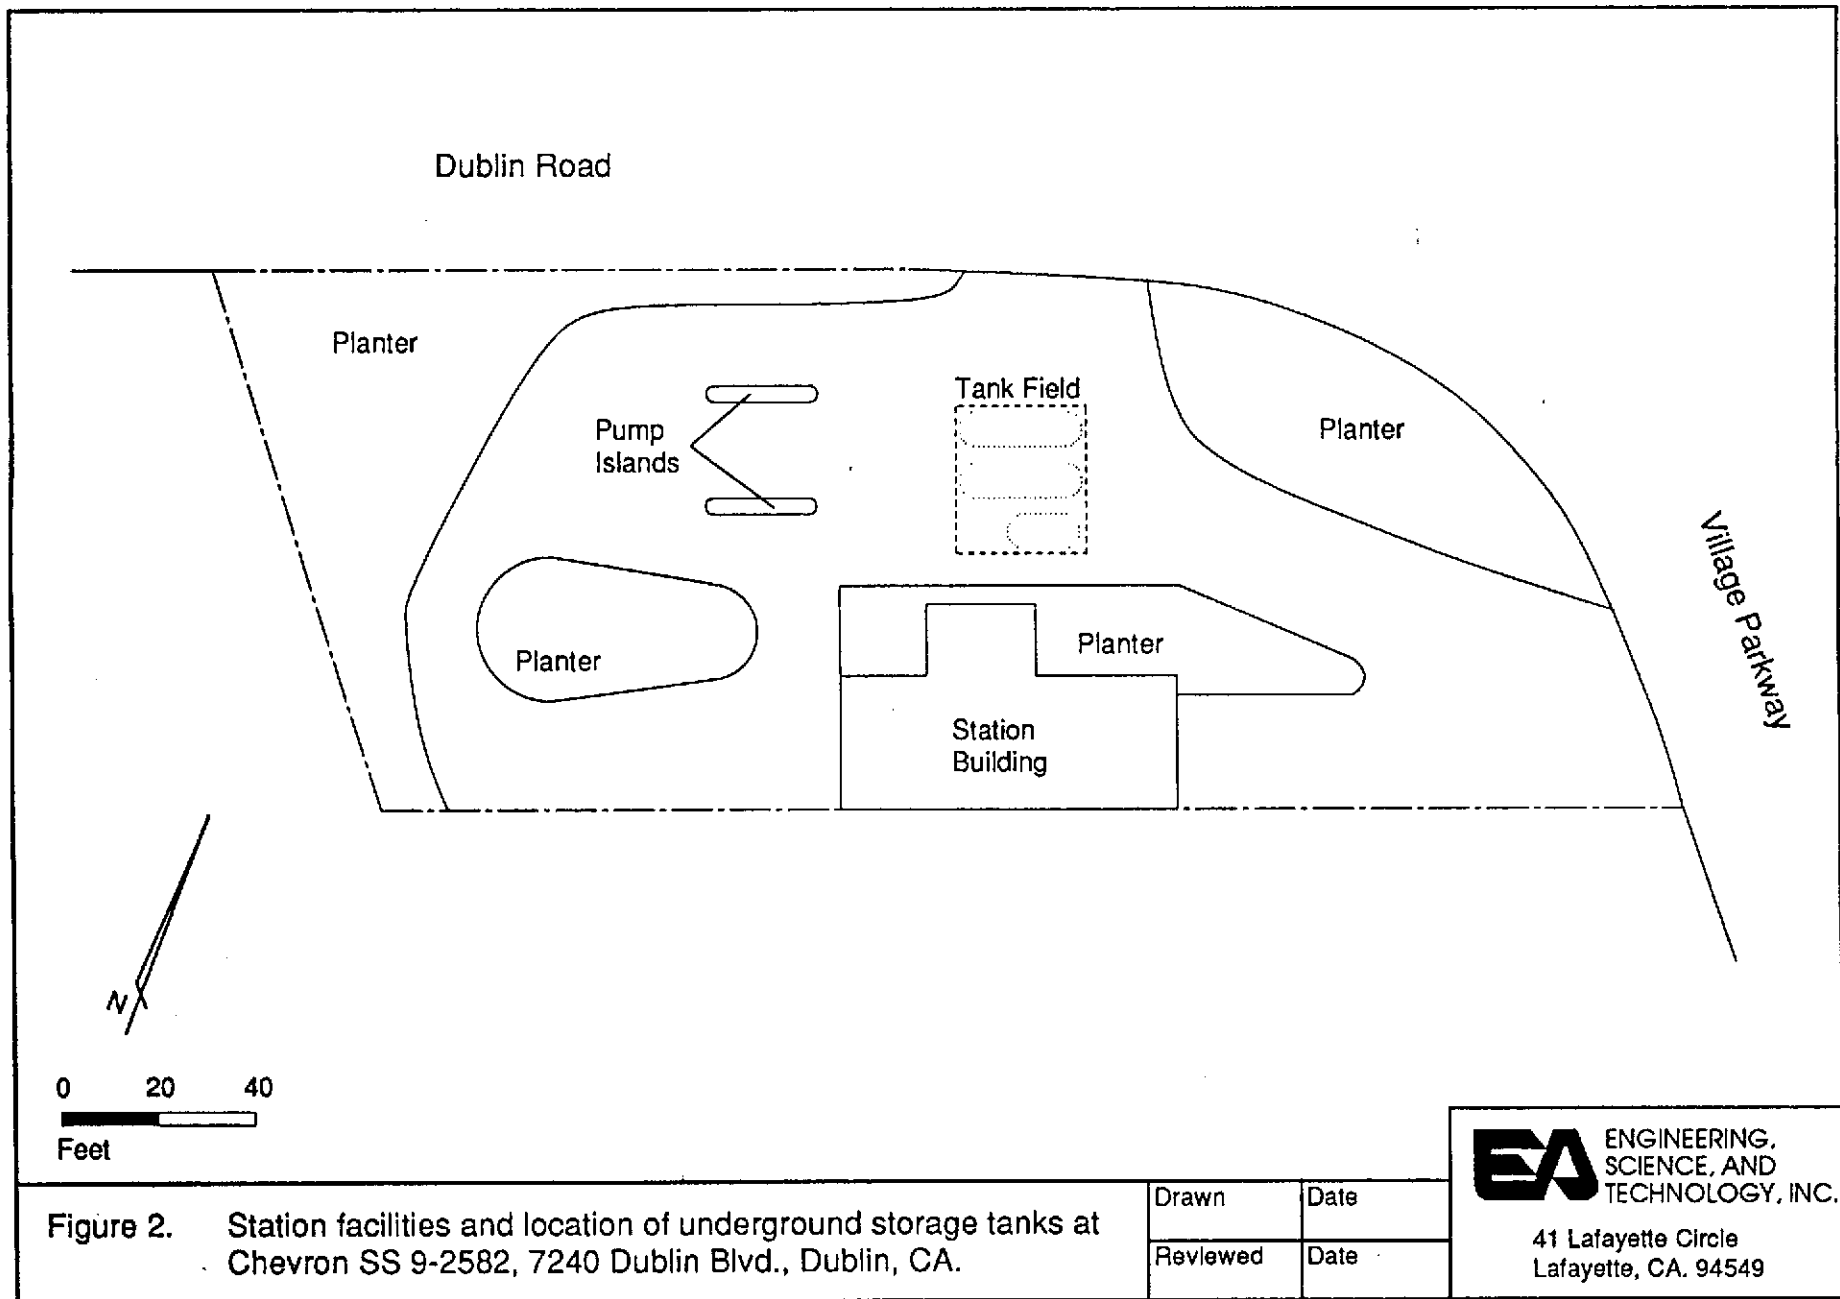 Dublin Road
Planter
Tank Field
Pump
Islands
Planter
Village Parkway
Planter
Planter
Station
Building
N
0 20 40
Feet
Figure 2. Station facilities and location of underground storage tanks at
Chevron SS 9-2582, 7240 Dublin Blvd., Dublin, CA.
Drawn Date
Reviewed Date
EA
ENGINEERING,
SCIENCE, AND
TECHNOLOGY, INC.
41 Lafayette Circle
Lafayette, CA. 94549